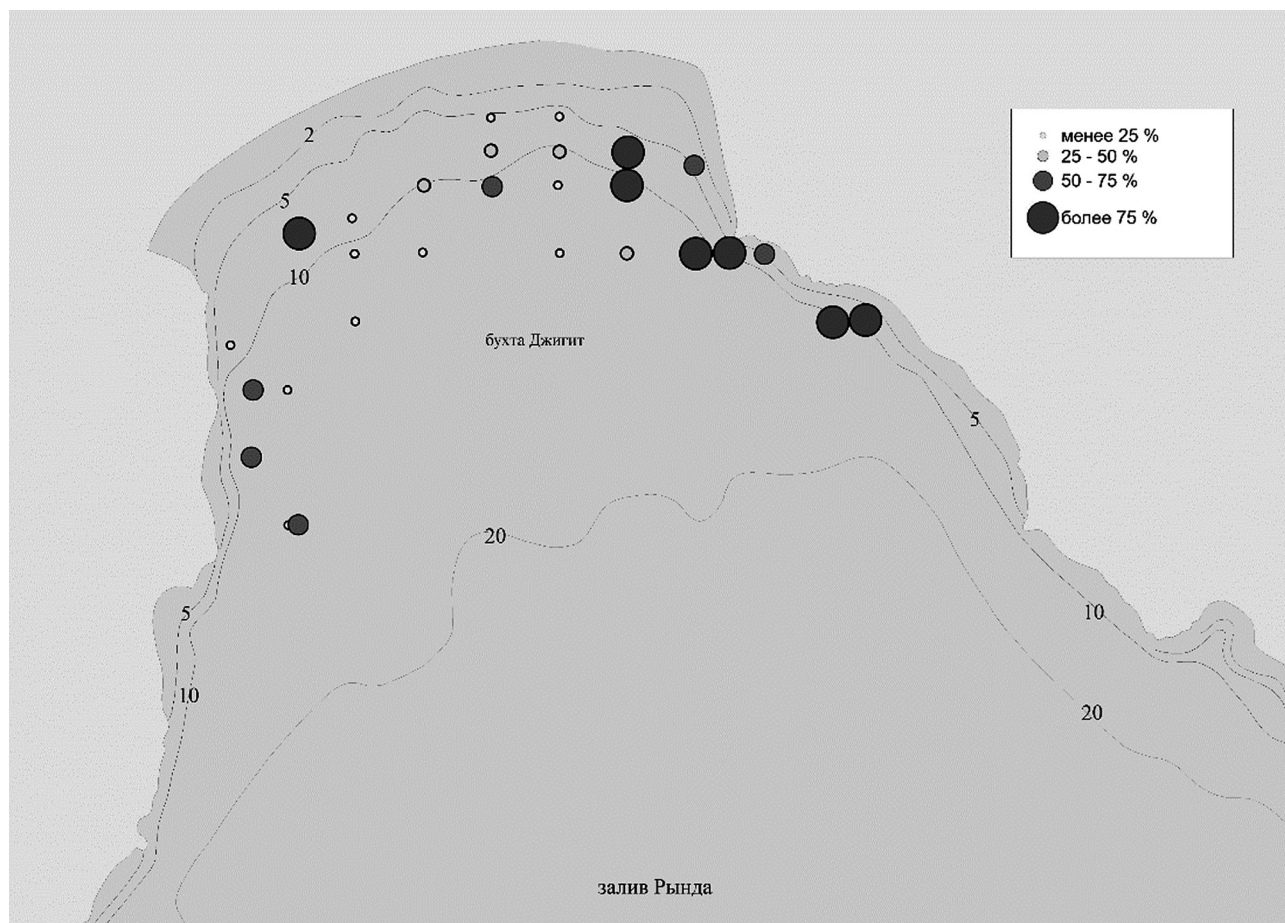 2
менее 25 %
25 - 50 %
5
50 - 75 %
более 75 %
10
бухта Джигит
5
20
5
10
10
20
залив Рында